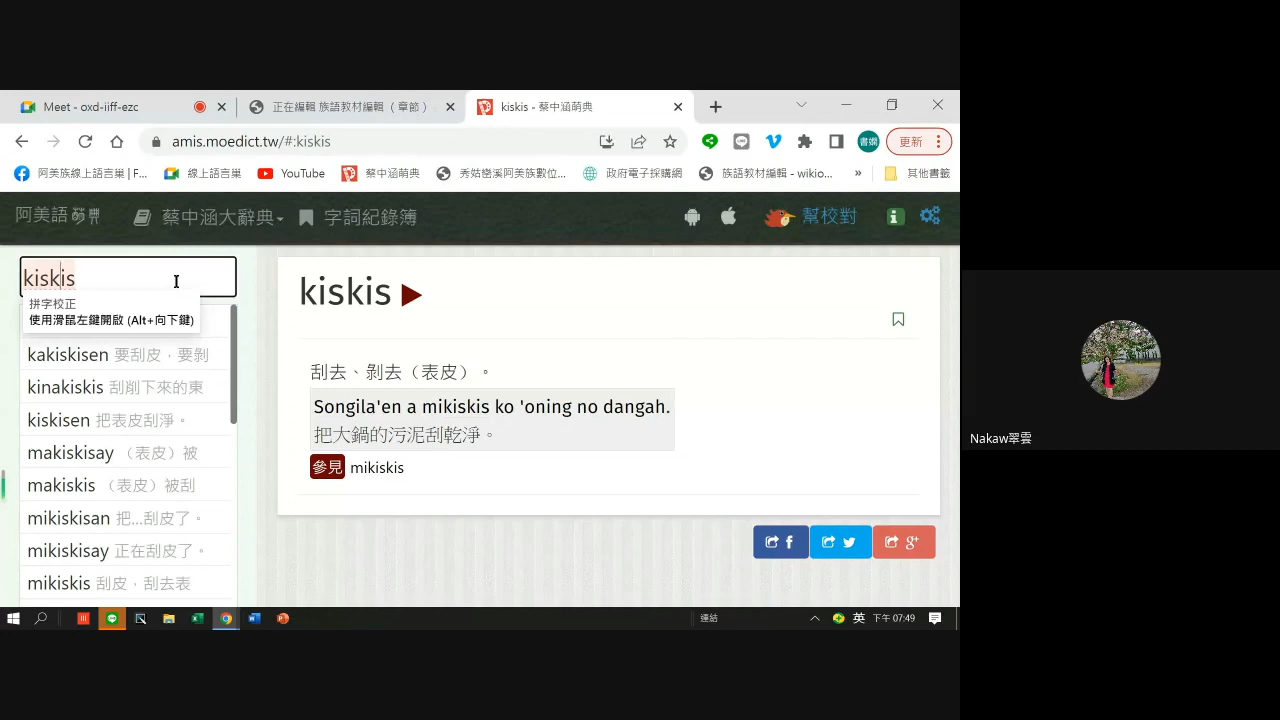 Meet - oxd-iiff-ezc
正在編輯 族語教材編輯 （章節）
kiskis - 蔡中涵萌典
amis.moedict.tw/#:kiskis
書嫻
更新
阿美族線上語言巢 | F...
線上語言巢
YouTube
蔡中涵萌典
秀姑巒溪阿美族數位...
政府電子採購網
族語教材編輯 - wikio...
»
其他書籤
阿美語萌典
蔡中涵大辭典
字詞紀錄簿
幫校對
kiskis
拼字校正
使用滑鼠左鍵開啟 (Alt+向下鍵)
kakiskisen 要刮皮，要剝
kinakiskis 刮削下來的東
kiskisen 把表皮刮淨。
makiskisay （表皮）被
makiskis （表皮）被刮
mikiskisan 把...刮皮了。
mikiskisay 正在刮皮了。
mikiskis 刮皮，刮去表
kiskis
刮去、剝去（表皮）。
Songila'en a mikiskis ko 'oning no dangah.
把大鍋的污泥刮乾淨。
參見 mikiskis
連結
英
下午 07:49
Nakaw翠雲